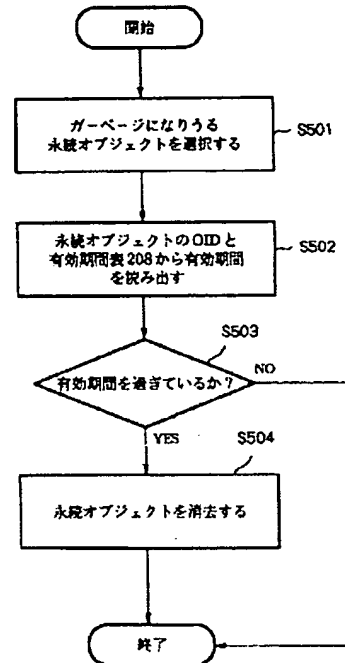 開始
ガーベージになりうる
永続オブジェクトを選択する
S501
永続オブジェクトのOIDと
有効期間表208から有効期間
を読み出す
S502
S503
有効期間を過ぎているか?
NO
YES
S504
永続オブジェクトを消去する
終了